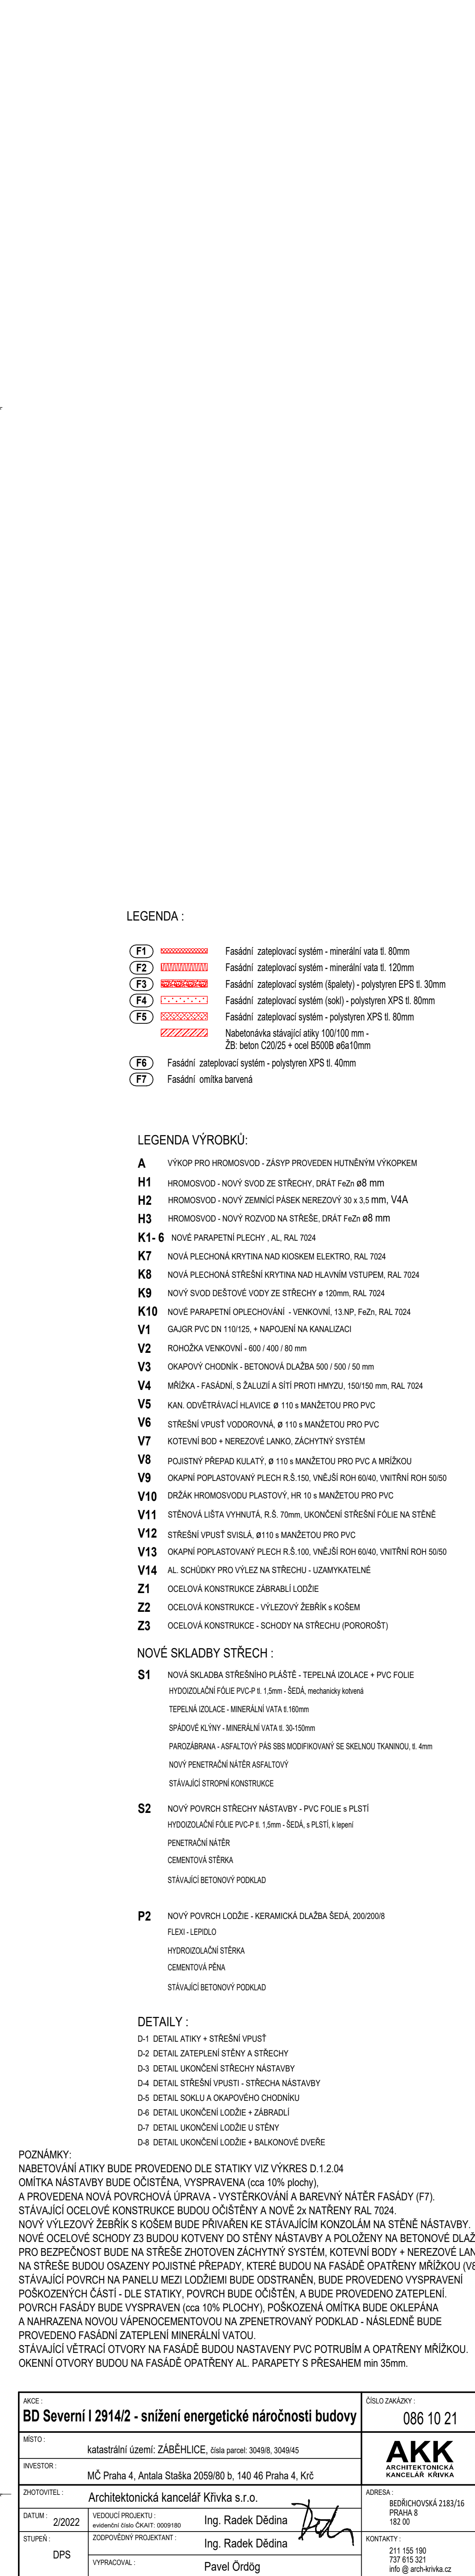 LEGENDA :
F1 Fasádní zateplovací systém - minerální vata tl. 80mm
F2 Fasádní zateplovací systém - minerální vata tl. 120mm
F3 Fasádní zateplovací systém (špalety) - polystyren EPS tl. 30mm
F4 Fasádní zateplovací systém (sokl) - polystyren XPS tl. 80mm
F5 Fasádní zateplovací systém - polystyren XPS tl. 80mm
Nabetonávka stávající atiky 100/100 mm -
ŽB: beton C20/25 + ocel B500B ø6a10mm
F6 Fasádní zateplovací systém - polystyren XPS tl. 40mm
F7 Fasádní omítka barvená
LEGENDA VÝROBKŮ:
A VÝKOP PRO HROMOSVOD - ZÁSYP PROVEDEN HUTNĚNÝM VÝKOPKEM
H1 HROMOSVOD - NOVÝ SVOD ZE STŘECHY, DRÁT FeZn ø8 mm
H2 HROMOSVOD - NOVÝ ZEMNÍCÍ PÁSEK NEREZOVÝ 30 x 3,5 mm, V4A
H3 HROMOSVOD - NOVÝ ROZVOD NA STŘEŠE, DRÁT FeZn ø8 mm
K1- 6 NOVÉ PARAPETNÍ PLECHY , AL, RAL 7024
K7 NOVÁ PLECHONÁ KRYTINA NAD KIOSKEM ELEKTRO, RAL 7024
K8 NOVÁ PLECHONÁ STŘEŠNÍ KRYTINA NAD HLAVNÍM VSTUPEM, RAL 7024
K9 NOVÝ SVOD DEŠTOVÉ VODY ZE STŘECHY ø 120mm, RAL 7024
K10 NOVÉ PARAPETNÍ OPLECHOVÁNÍ - VENKOVNÍ, 13.NP, FeZn, RAL 7024
V1 GAJGR PVC DN 110/125, + NAPOJENÍ NA KANALIZACI
V2 ROHOŽKA VENKOVNÍ - 600 / 400 / 80 mm
V3 OKAPOVÝ CHODNÍK - BETONOVÁ DLAŽBA 500 / 500 / 50 mm
V4 MŘÍŽKA - FASÁDNÍ, S ŽALUZIÍ A SÍTÍ PROTI HMYZU, 150/150 mm, RAL 7024
V5 KAN. ODVĚTRÁVACÍ HLAVICE ø 110 s MANŽETOU PRO PVC
V6 STŘEŠNÍ VPUSŤ VODOROVNÁ, ø 110 s MANŽETOU PRO PVC
V7 KOTEVNÍ BOD + NEREZOVÉ LANKO, ZÁCHYTNÝ SYSTÉM
V8 POJISTNÝ PŘEPAD KULATÝ, ø 110 s MANŽETOU PRO PVC A MŘÍŽKOU
V9 OKAPNÍ POPLASTOVANÝ PLECH R.Š.150, VNĚJŠÍ ROH 60/40, VNITŘNÍ ROH 50/50
V10 DRŽÁK HROMOSVODU PLASTOVÝ, HR 10 s MANŽETOU PRO PVC
V11 STĚNOVÁ LIŠTA VYHNUTÁ, R.Š. 70mm, UKONČENÍ STŘEŠNÍ FÓLIE NA STĚNĚ
V12 STŘEŠNÍ VPUSŤ SVISLÁ, ø110 s MANŽETOU PRO PVC
V13 OKAPNÍ POPLASTOVANÝ PLECH R.Š.100, VNĚJŠÍ ROH 60/40, VNITŘNÍ ROH 50/50
V14 AL. SCHŮDKY PRO VÝLEZ NA STŘECHU - UZAMYKATELNÉ
Z1 OCELOVÁ KONSTRUKCE ZÁBRABLÍ LODŽIE
Z2 OCELOVÁ KONSTRUKCE - VÝLEZOVÝ ŽEBŘÍK s KOŠEM
Z3 OCELOVÁ KONSTRUKCE - SCHODY NA STŘECHU (POROROŠT)
NOVÉ SKLADBY STŘECH :
S1 NOVÁ SKLADBA STŘEŠNÍHO PLÁŠTĚ - TEPELNÁ IZOLACE + PVC FOLIE
HYDOIZOLAČNÍ FÓLIE PVC-P tl. 1,5mm - ŠEDÁ, mechanicky kotvená
TEPELNÁ IZOLACE - MINERÁLNÍ VATA tl.160mm
SPÁDOVÉ KLÝNY - MINERÁLNÍ VATA tl. 30-150mm
PAROZÁBRANA - ASFALTOVÝ PÁS SBS MODIFIKOVANÝ SE SKELNOU TKANINOU, tl. 4mm
NOVÝ PENETRAČNÍ NÁTĚR ASFALTOVÝ
STÁVAJÍCÍ STROPNÍ KONSTRUKCE
S2 NOVÝ POVRCH STŘECHY NÁSTAVBY - PVC FOLIE s PLSTÍ
HYDOIZOLAČNÍ FÓLIE PVC-P tl. 1,5mm - ŠEDÁ, s PLSTÍ, k lepení
PENETRAČNÍ NÁTĚR
CEMENTOVÁ STĚRKA
STÁVAJÍCÍ BETONOVÝ PODKLAD
P2 NOVÝ POVRCH LODŽIE - KERAMICKÁ DLAŽBA ŠEDÁ, 200/200/8
FLEXI - LEPIDLO
HYDROIZOLAČNÍ STĚRKA
CEMENTOVÁ PĚNA
STÁVAJÍCÍ BETONOVÝ PODKLAD
DETAILY :
D-1 DETAIL ATIKY + STŘEŠNÍ VPUSŤ
D-2 DETAIL ZATEPLENÍ STĚNY A STŘECHY
D-3 DETAIL UKONČENÍ STŘECHY NÁSTAVBY
D-4 DETAIL STŘEŠNÍ VPUSTI - STŘECHA NÁSTAVBY
D-5 DETAIL SOKLU A OKAPOVÉHO CHODNÍKU
D-6 DETAIL UKONČENÍ LODŽIE + ZÁBRADLÍ
D-7 DETAIL UKONČENÍ LODŽIE U STĚNY
D-8 DETAIL UKONČENÍ LODŽIE + BALKONOVÉ DVEŘE
POZNÁMKY:
NABETOVÁNÍ ATIKY BUDE PROVEDENO DLE STATIKY VIZ VÝKRES D.1.2.04
OMÍTKA NÁSTAVBY BUDE OČISTĚNA, VYSPRAVENA (cca 10% plochy),
A PROVEDENA NOVÁ POVRCHOVÁ ÚPRAVA - VYSTĚRKOVÁNÍ A BAREVNÝ NÁTĚR FASÁDY (F7).
STÁVAJÍCÍ OCELOVÉ KONSTRUKCE BUDOU OČIŠTĚNY A NOVĚ 2x NATŘENY RAL 7024.
NOVÝ VÝLEZOVÝ ŽEBŘÍK S KOŠEM BUDE PŘIVAŘEN KE STÁVAJÍCÍM KONZOLÁM NA STĚNĚ NÁSTAVBY.
NOVÉ OCELOVÉ SCHODY Z3 BUDOU KOTVENY DO STĚNY NÁSTAVBY A POLOŽENY NA BETONOVÉ DLAŽ
PRO BEZPEČNOST BUDE NA STŘEŠE ZHOTOVEN ZÁCHYTNÝ SYSTÉM, KOTEVNÍ BODY + NEREZOVÉ LAN
NA STŘEŠE BUDOU OSAZENY POJISTNÉ PŘEPADY, KTERÉ BUDOU NA FASÁDĚ OPATŘENY MŘÍŽKOU (V8
STÁVAJÍCÍ POVRCH NA PANELU MEZI LODŽIEMI BUDE ODSTRANĚN, BUDE PROVEDENO VYSPRAVENÍ
POŠKOZENÝCH ČÁSTÍ - DLE STATIKY, POVRCH BUDE OČIŠTĚN, A BUDE PROVEDENO ZATEPLENÍ.
POVRCH FASÁDY BUDE VYSPRAVEN (cca 10% PLOCHY), POŠKOZENÁ OMÍTKA BUDE OKLEPÁNA
A NAHRAZENA NOVOU VÁPENOCEMENTOVOU NA ZPENETROVANÝ PODKLAD - NÁSLEDNĚ BUDE
PROVEDENO FASÁDNÍ ZATEPLENÍ MINERÁLNÍ VATOU.
STÁVAJÍCÍ VĚTRACÍ OTVORY NA FASÁDĚ BUDOU NASTAVENY PVC POTRUBÍM A OPATŘENY MŘÍŽKOU.
OKENNÍ OTVORY BUDOU NA FASÁDĚ OPATŘENY AL. PARAPETY S PŘESAHEM min 35mm.
AKCE :
BD Severní I 2914/2 - snížení energetické náročnosti budovy
ČÍSLO ZAKÁZKY :
086 10 21
MÍSTO :
katastrální území: ZÁBĚHLICE, čísla parcel: 3049/8, 3049/45
INVESTOR :
MČ Praha 4, Antala Staška 2059/80 b, 140 46 Praha 4, Krč
AKK
ARCHITEKTONICKÁ
KANCELÁŘ KŘIVKA
ZHOTOVITEL :
Architektonická kancelář Křivka s.r.o.
ADRESA :
BEDŘICHOVSKÁ 2183/16
PRAHA 8
182 00
DATUM : 2/2022
VEDOUCÍ PROJEKTU :
evidenční číslo ČKAIT: 0009180
Ing. Radek Dědina
STUPEŇ :
DPS
ZODPOVĚDNÝ PROJEKTANT :
Ing. Radek Dědina
VYPRACOVAL :
Pavel Ördög
KONTAKTY :
211 155 190
737 615 321
info @ arch-krivka.cz